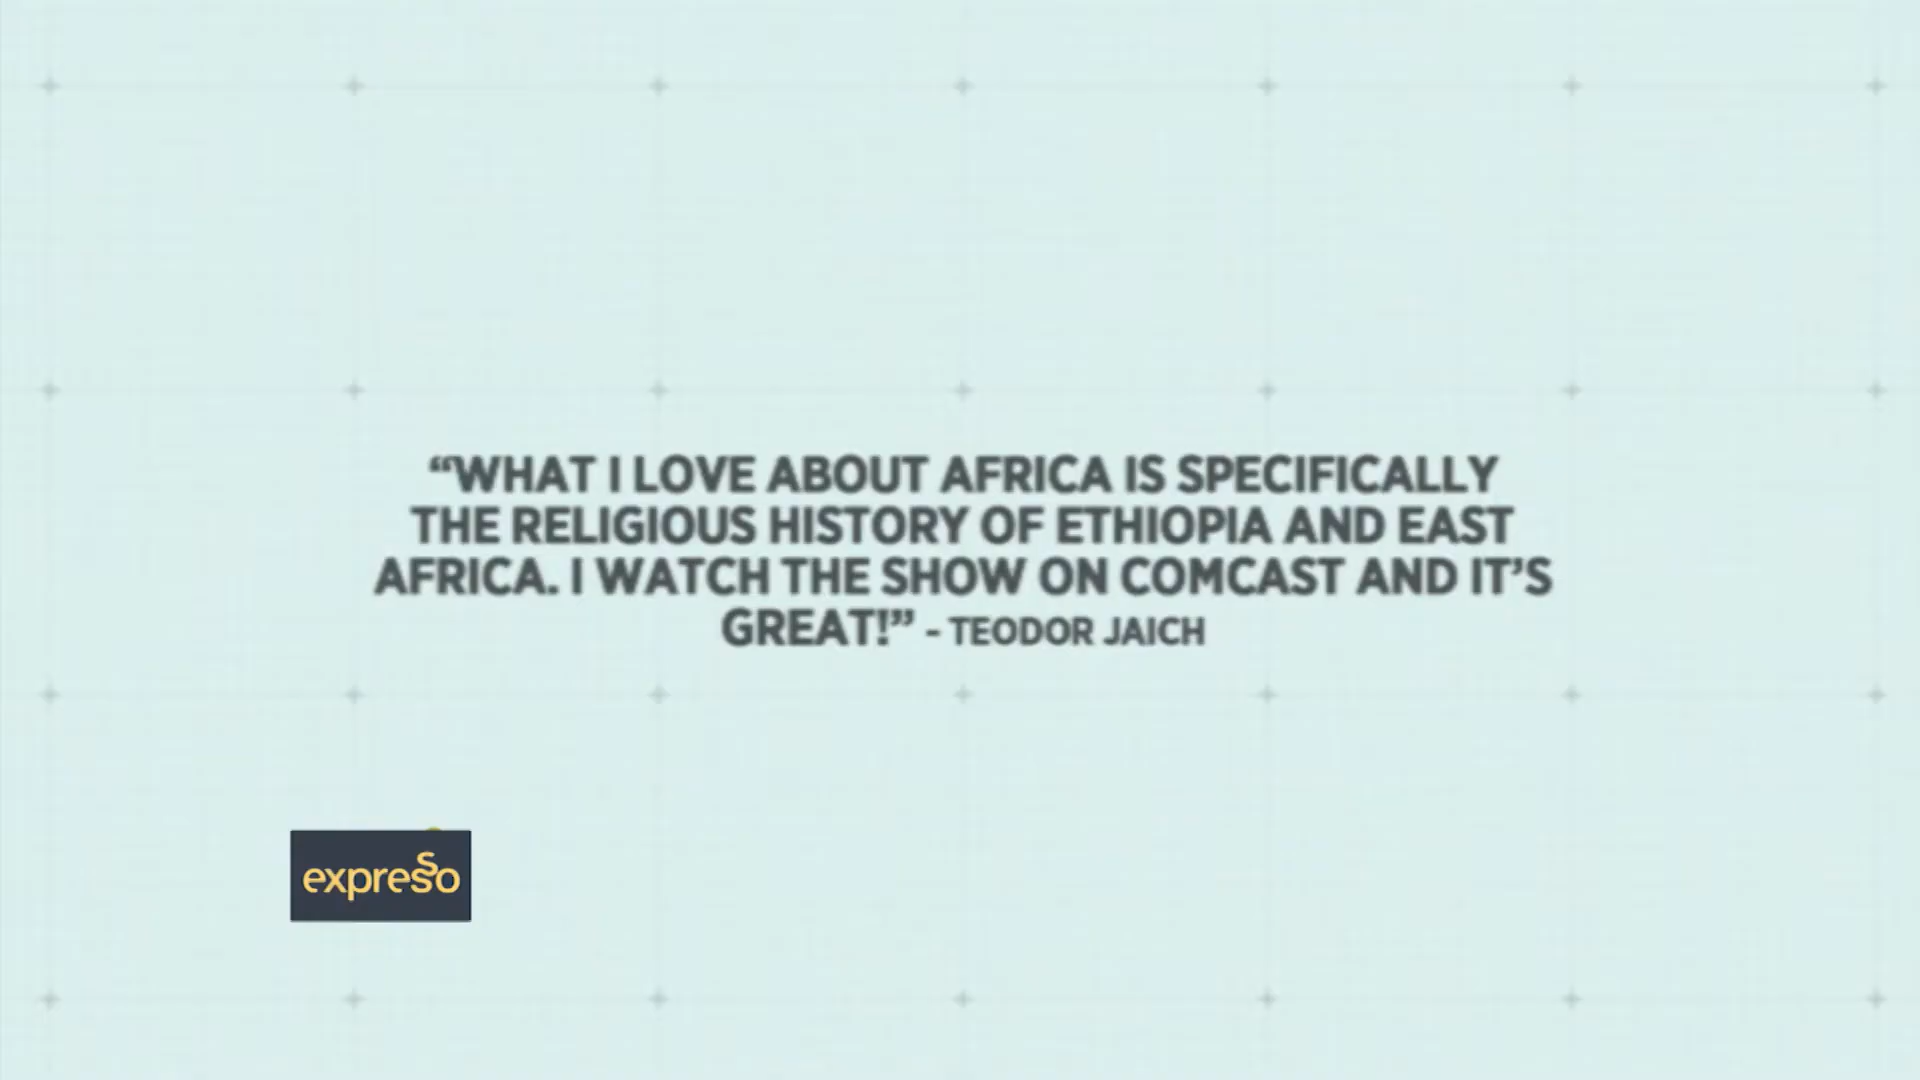 “WHAT I LOVE ABOUT AFRICA IS SPECIFICALLY
THE RELIGIOUS HISTORY OF ETHIOPIA AND EAST
AFRICA. I WATCH THE SHOW ON COMCAST AND IT’S
GREAT!” - TEODOR JAICH
expresso